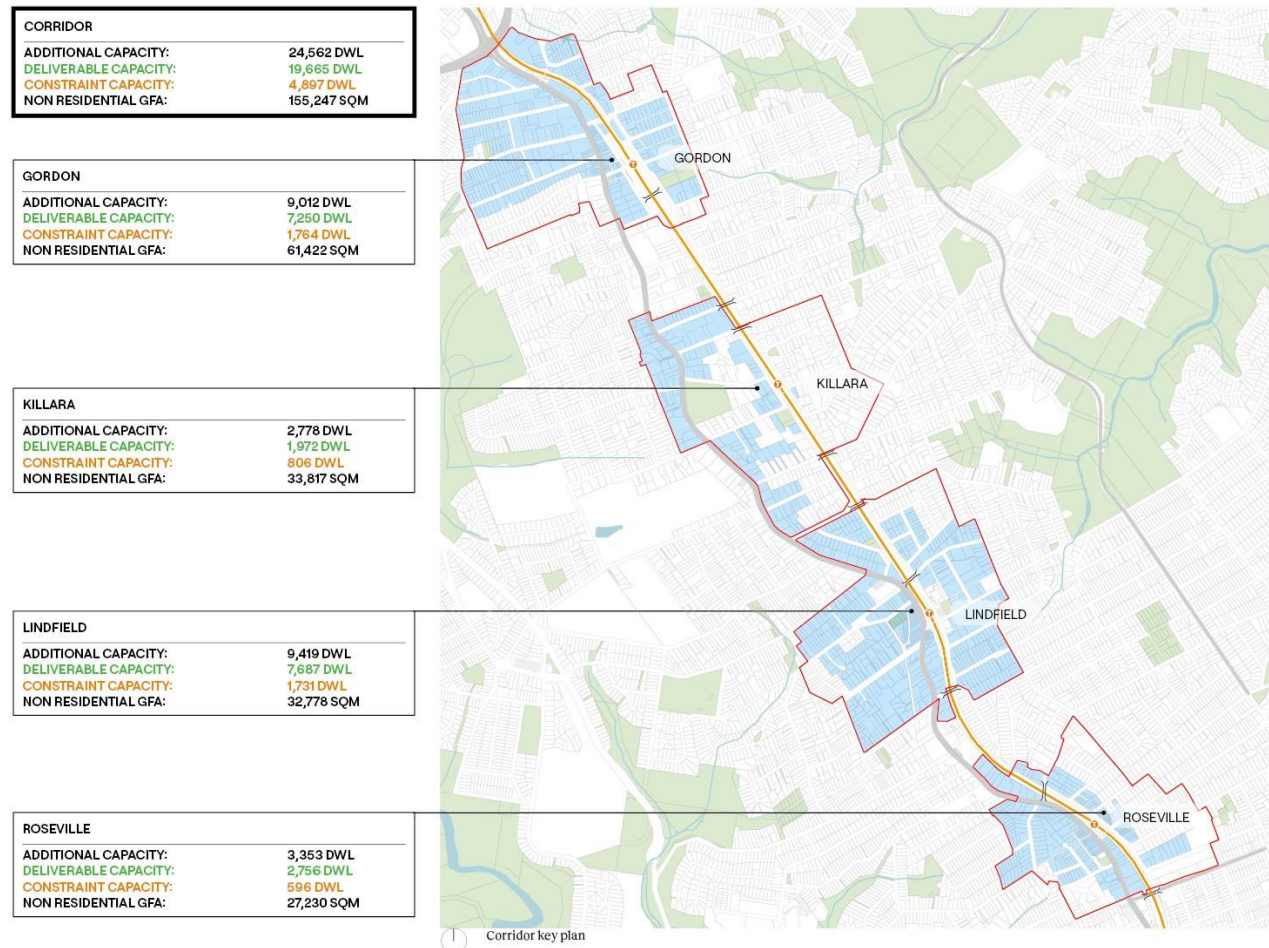 CORRIDOR
ADDITIONAL CAPACITY: 24,562 DWL
DELIVERABLE CAPACITY: 19,665 DWL
CONSTRAINT CAPACITY: 4,897 DWL
NON RESIDENTIAL GFA: 155,247 SQM
GORDON
ADDITIONAL CAPACITY: 9,012 DWL
DELIVERABLE CAPACITY: 7,250 DWL
CONSTRAINT CAPACITY: 1,764 DWL
NON RESIDENTIAL GFA: 61,422 SQM
KILLARA
ADDITIONAL CAPACITY: 2,778 DWL
DELIVERABLE CAPACITY: 1,972 DWL
CONSTRAINT CAPACITY: 806 DWL
NON RESIDENTIAL GFA: 33,817 SQM
LINDFIELD
ADDITIONAL CAPACITY: 9,419 DWL
DELIVERABLE CAPACITY: 7,687 DWL
CONSTRAINT CAPACITY: 1,731 DWL
NON RESIDENTIAL GFA: 32,778 SQM
ROSEVILLE
ADDITIONAL CAPACITY: 3,353 DWL
DELIVERABLE CAPACITY: 2,756 DWL
CONSTRAINT CAPACITY: 596 DWL
NON RESIDENTIAL GFA: 27,230 SQM
GORDON
T
KILLARA
T
LINDFIELD
T
ROSEVILLE
T
Corridor key plan